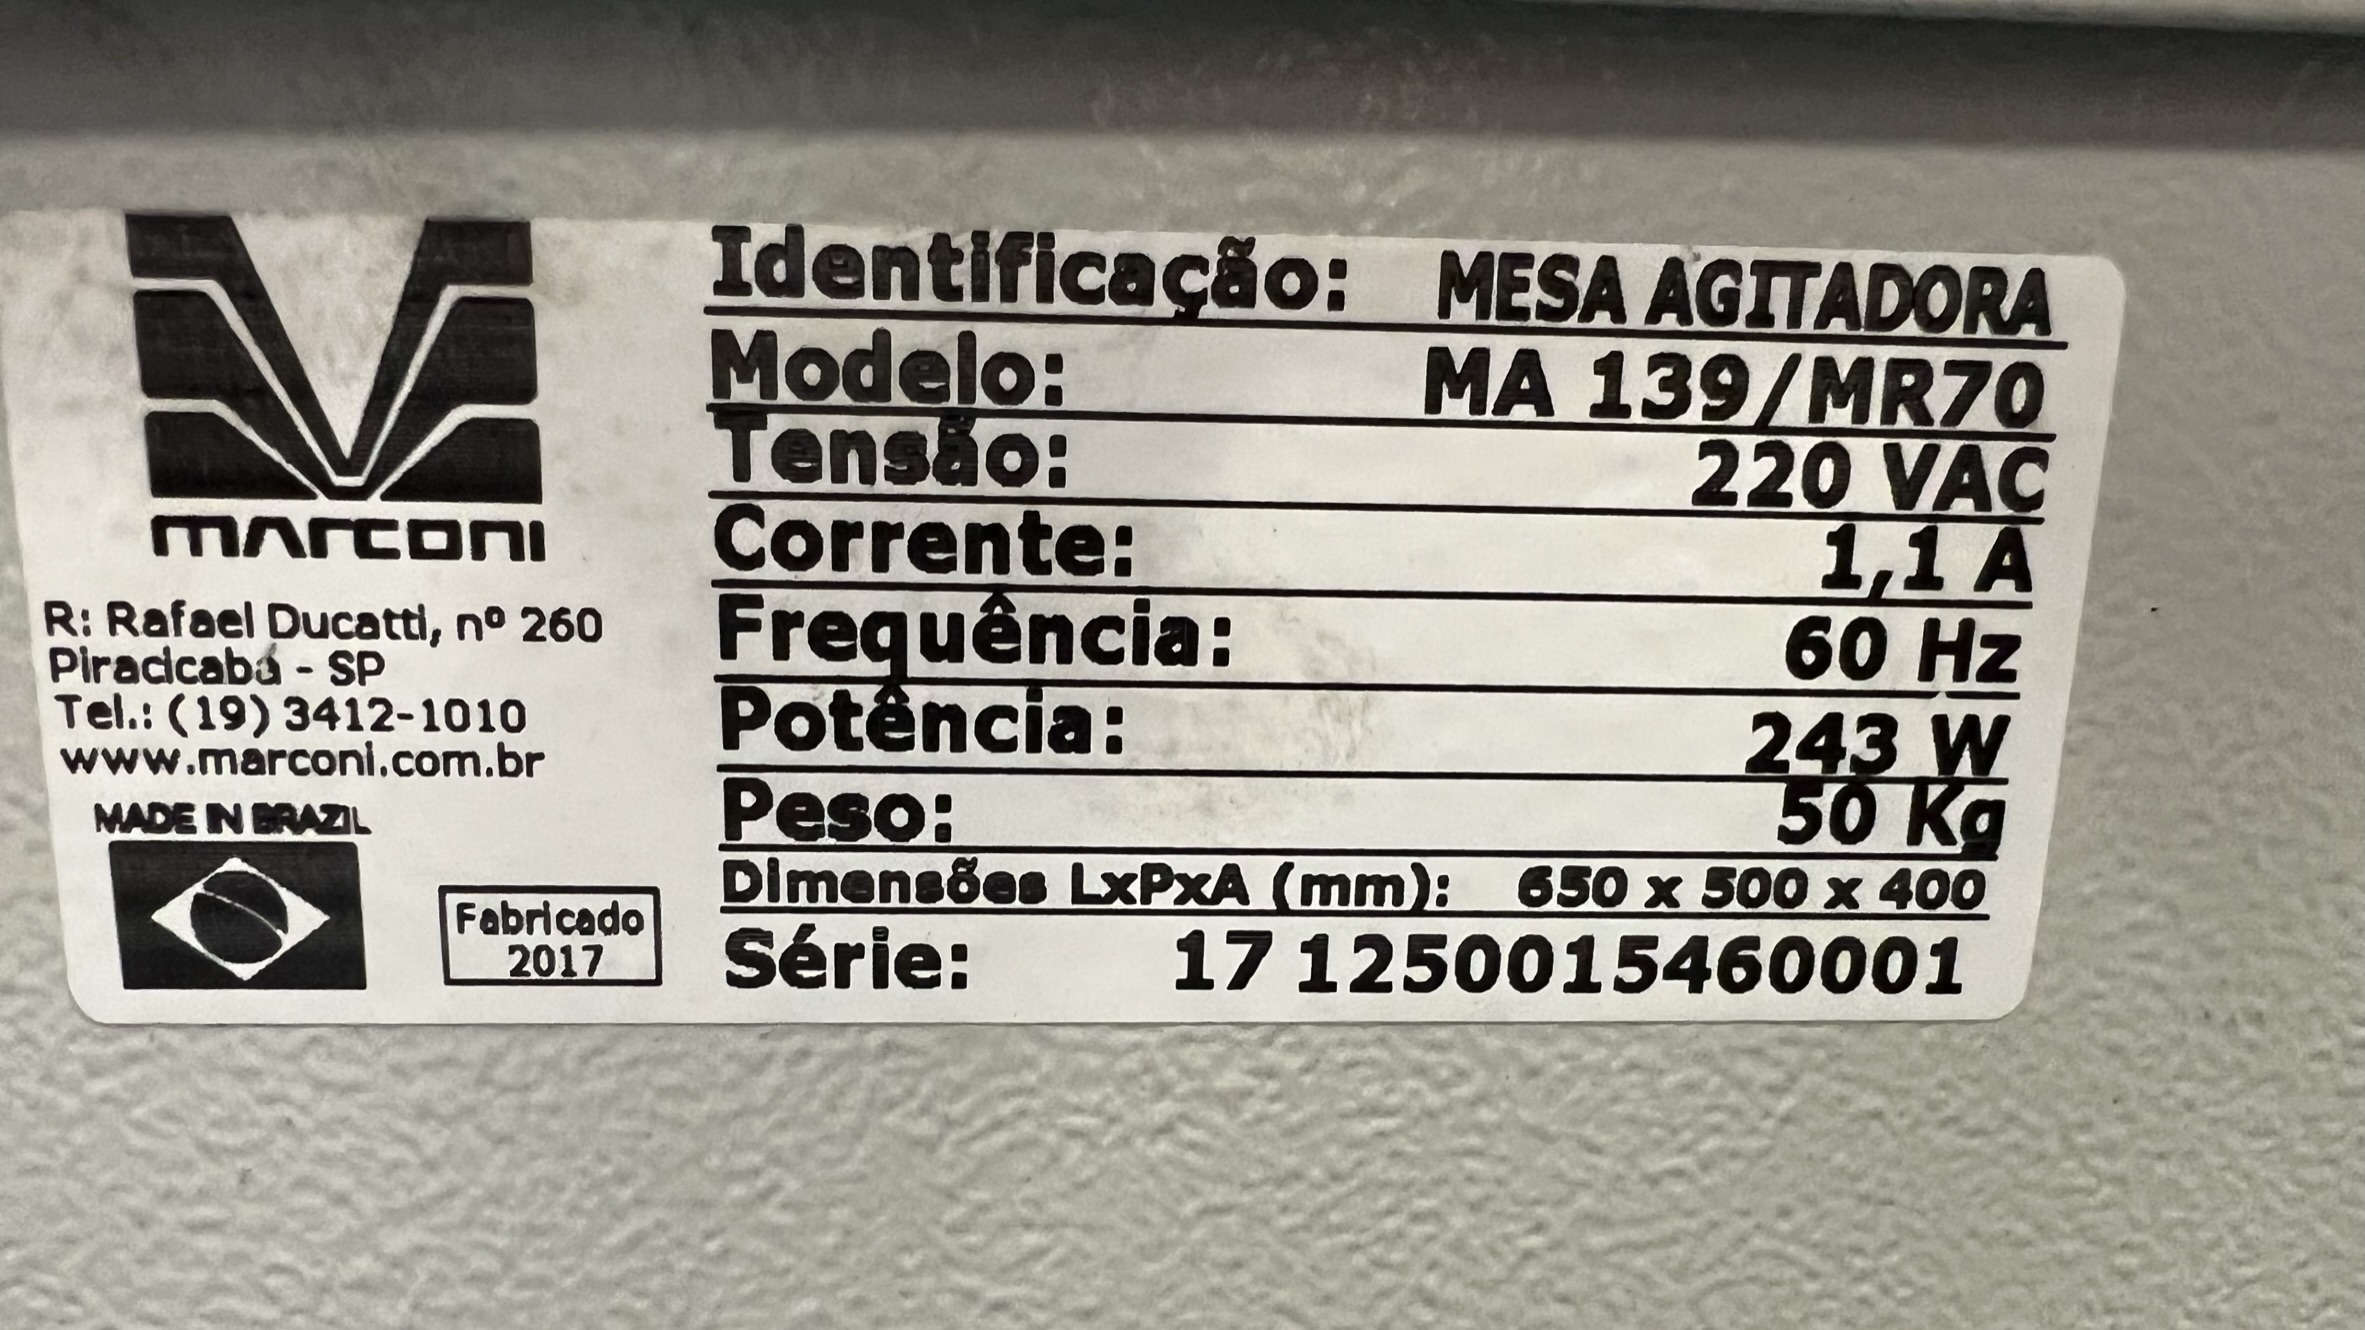 marconi
R: Rafael Ducatti, nº 260
Piracicaba - SP
Tel.: (19) 3412-1010
www.marconi.com.br
MADE IN BRAZIL
Fabricado
2017
Identificação: MESA AGITADORA
Modelo: MA 139/MR70
Tensão: 220 VAC
Corrente: 1,1 A
Frequência: 60 Hz
Potência: 243 W
Peso: 50 Kg
Dimensões LxPxA (mm): 650 x 500 x 400
Série: 17 1250015460001